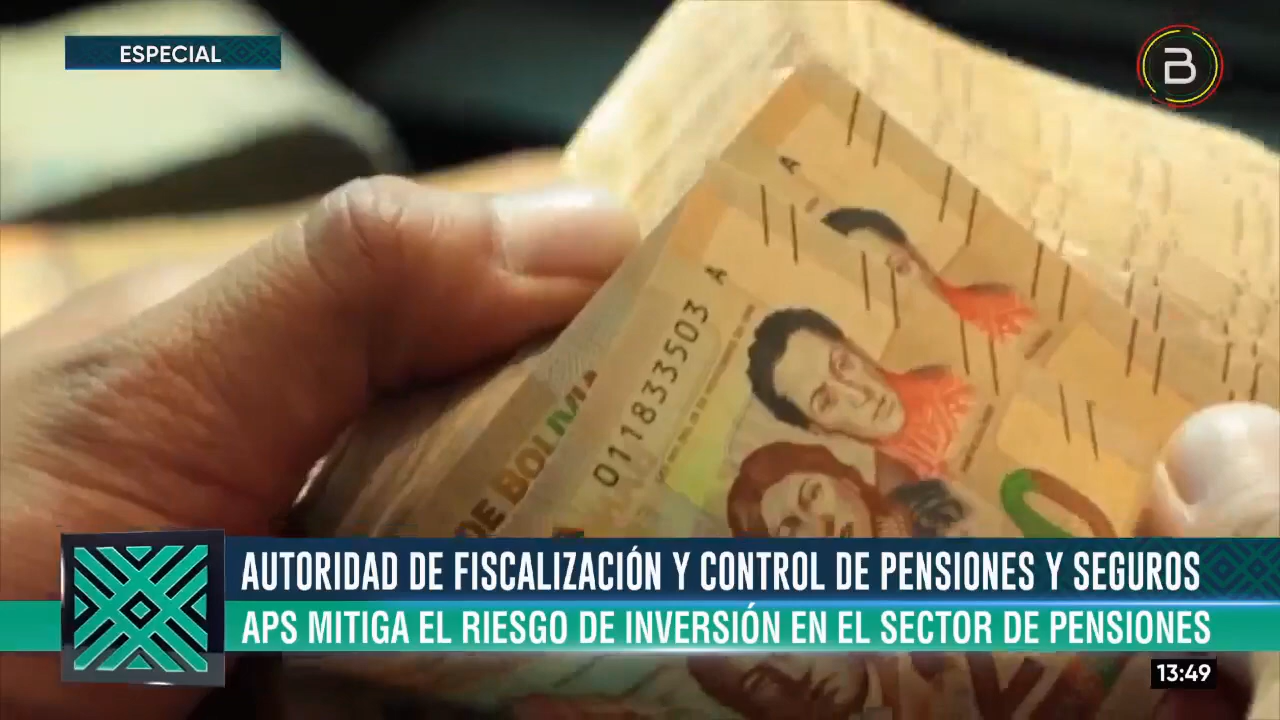 ESPECIAL
B
A
A
011833503
DE BOLIVIA
AUTORIDAD DE FISCALIZACIÓN Y CONTROL DE PENSIONES Y SEGUROS
APS MITIGA EL RIESGO DE INVERSIÓN EN EL SECTOR DE PENSIONES
13:49